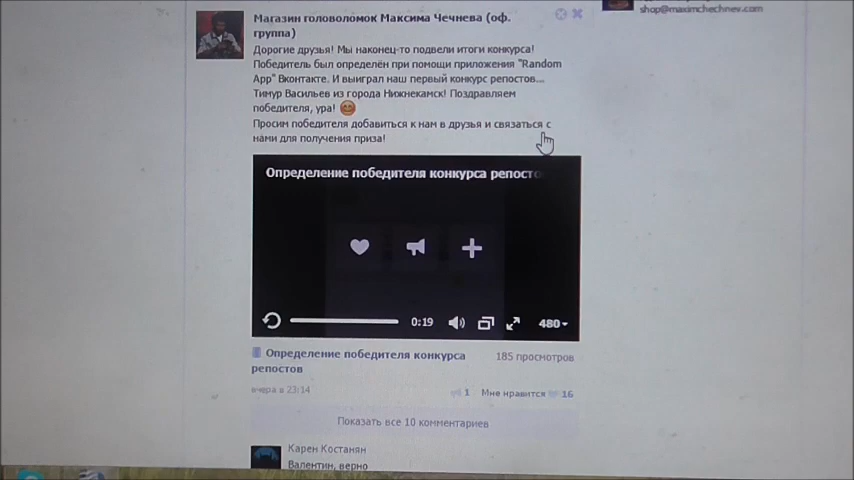 shop@maximchechnev.com
Магазин головоломок Максима Чечнева (оф.
группа)
Дорогие друзья! Мы наконец-то подвели итоги конкурса!
Победитель был определён при помощи приложения "Random
App" Вконтакте. И выиграл наш первый конкурс репостов...
Тимур Васильев из города Нижнекамск! Поздравляем
победителя, ура!
Просим победителя добавиться к нам в друзья и связаться с
нами для получения приза!
Определение победителя конкурса репосто
0:19
480
Определение победителя конкурса
репостов
185 просмотров
вчера в 23:14
1
Мне нравится 16
Показать все 10 комментариев
Карен Костанян
Валентин, верно